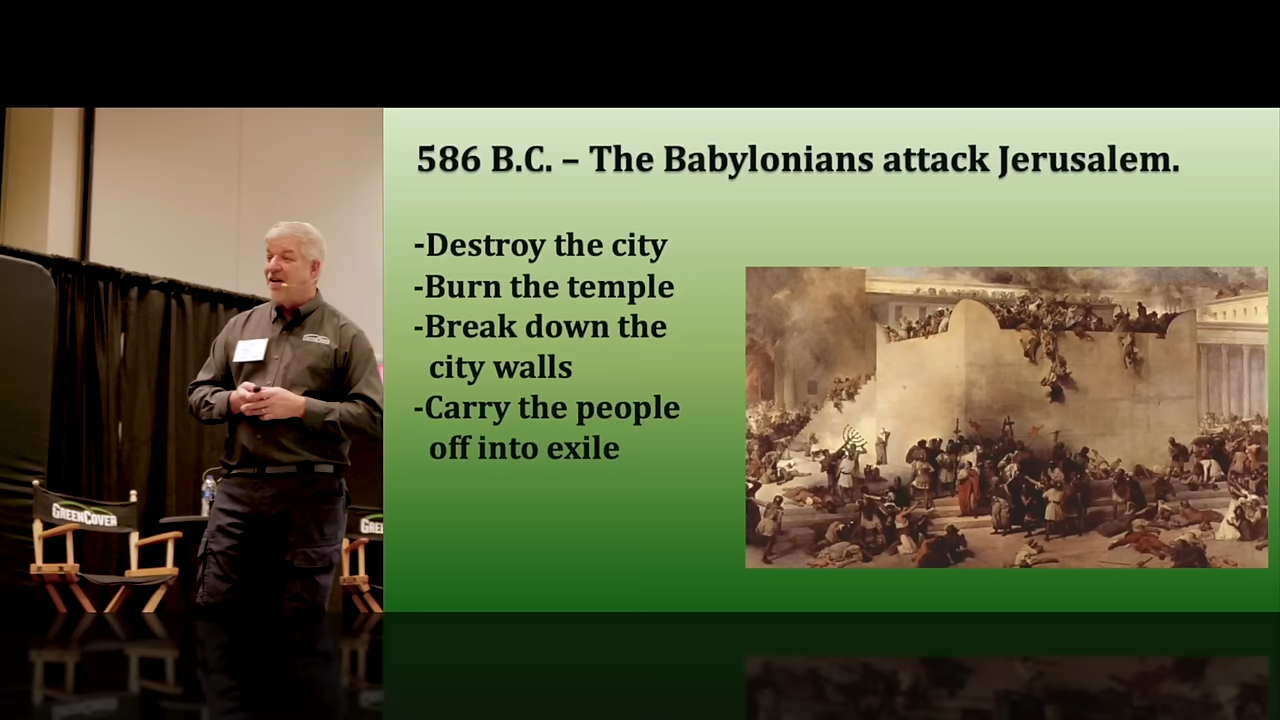 586 B.C. – The Babylonians attack Jerusalem.
-Destroy the city
-Burn the temple
-Break down the
city walls
-Carry the people
off into exile
GREENCOVER
GREE